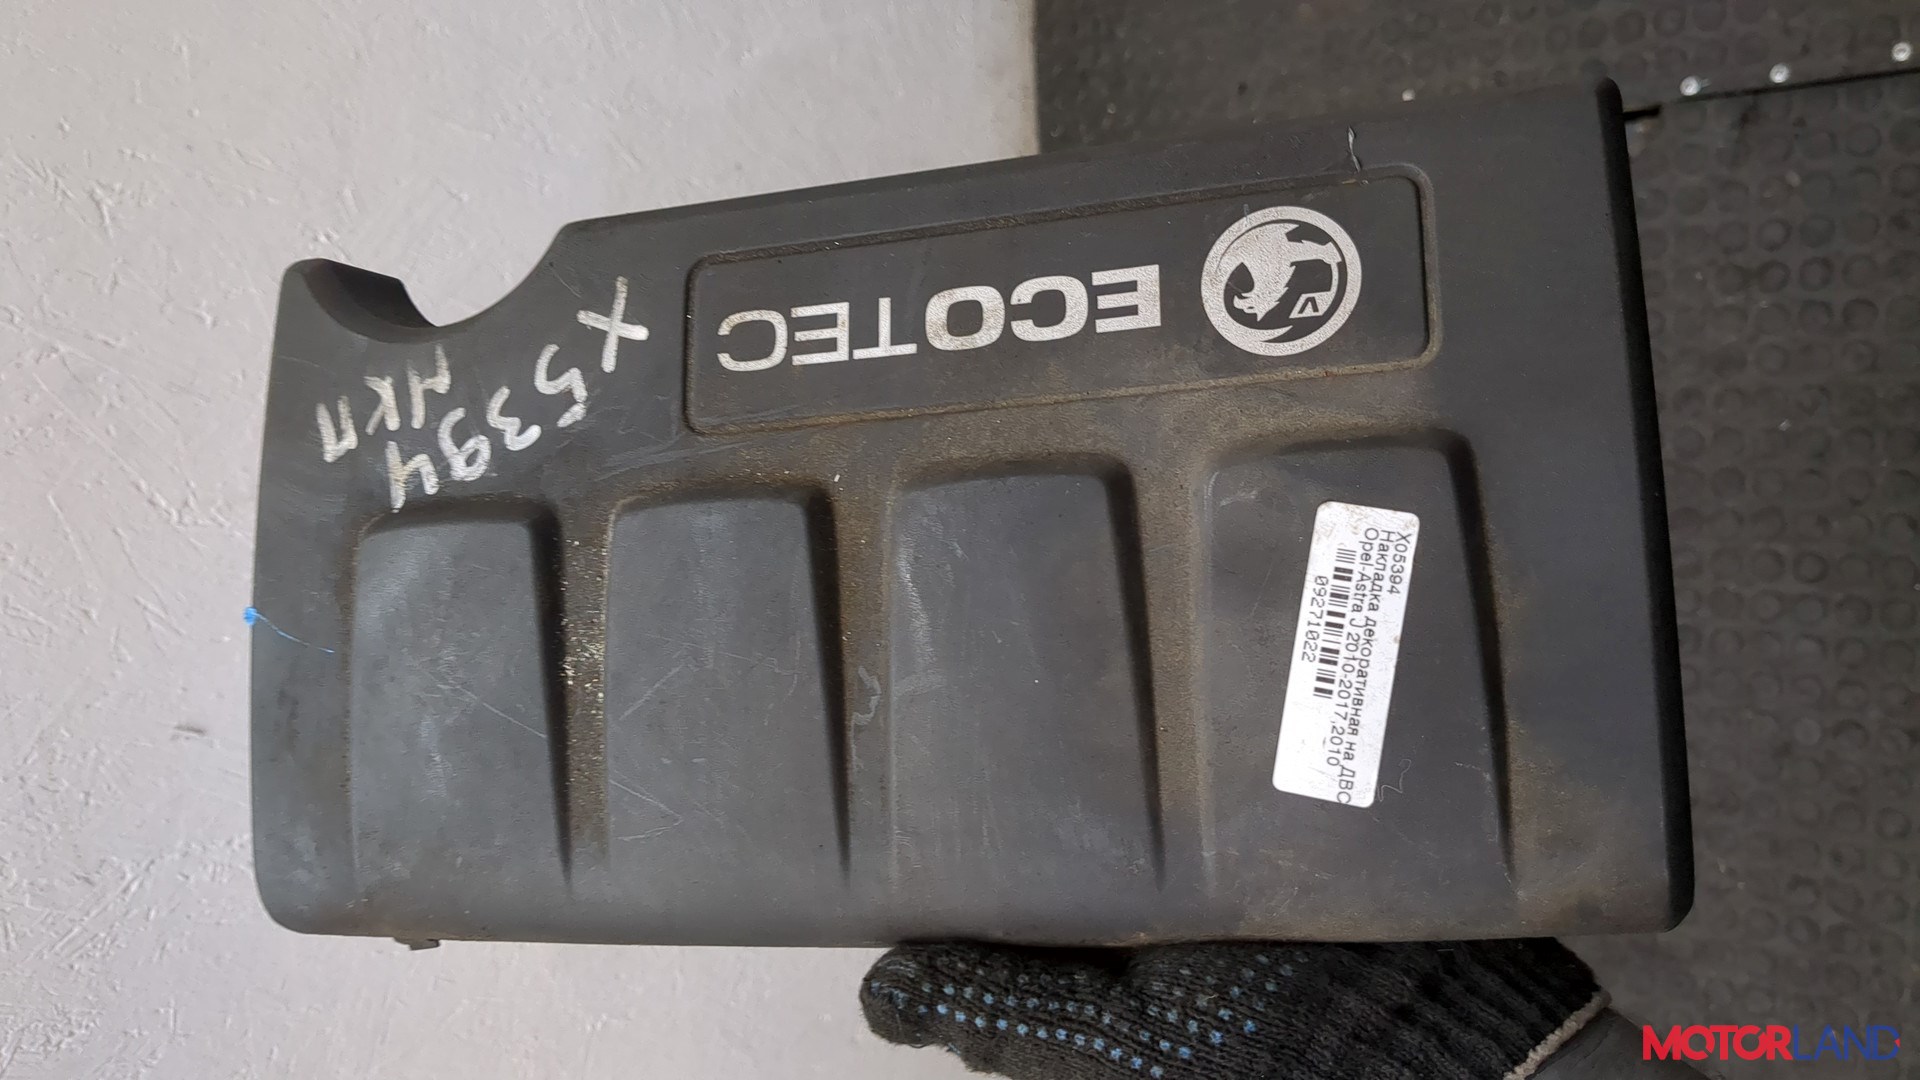 ECOTEC
V
X5394
МКП
X05394
Накладка декоративная на ДВС
Opel-Astra J 2010-2017,2010
09271022
MOTORLAND